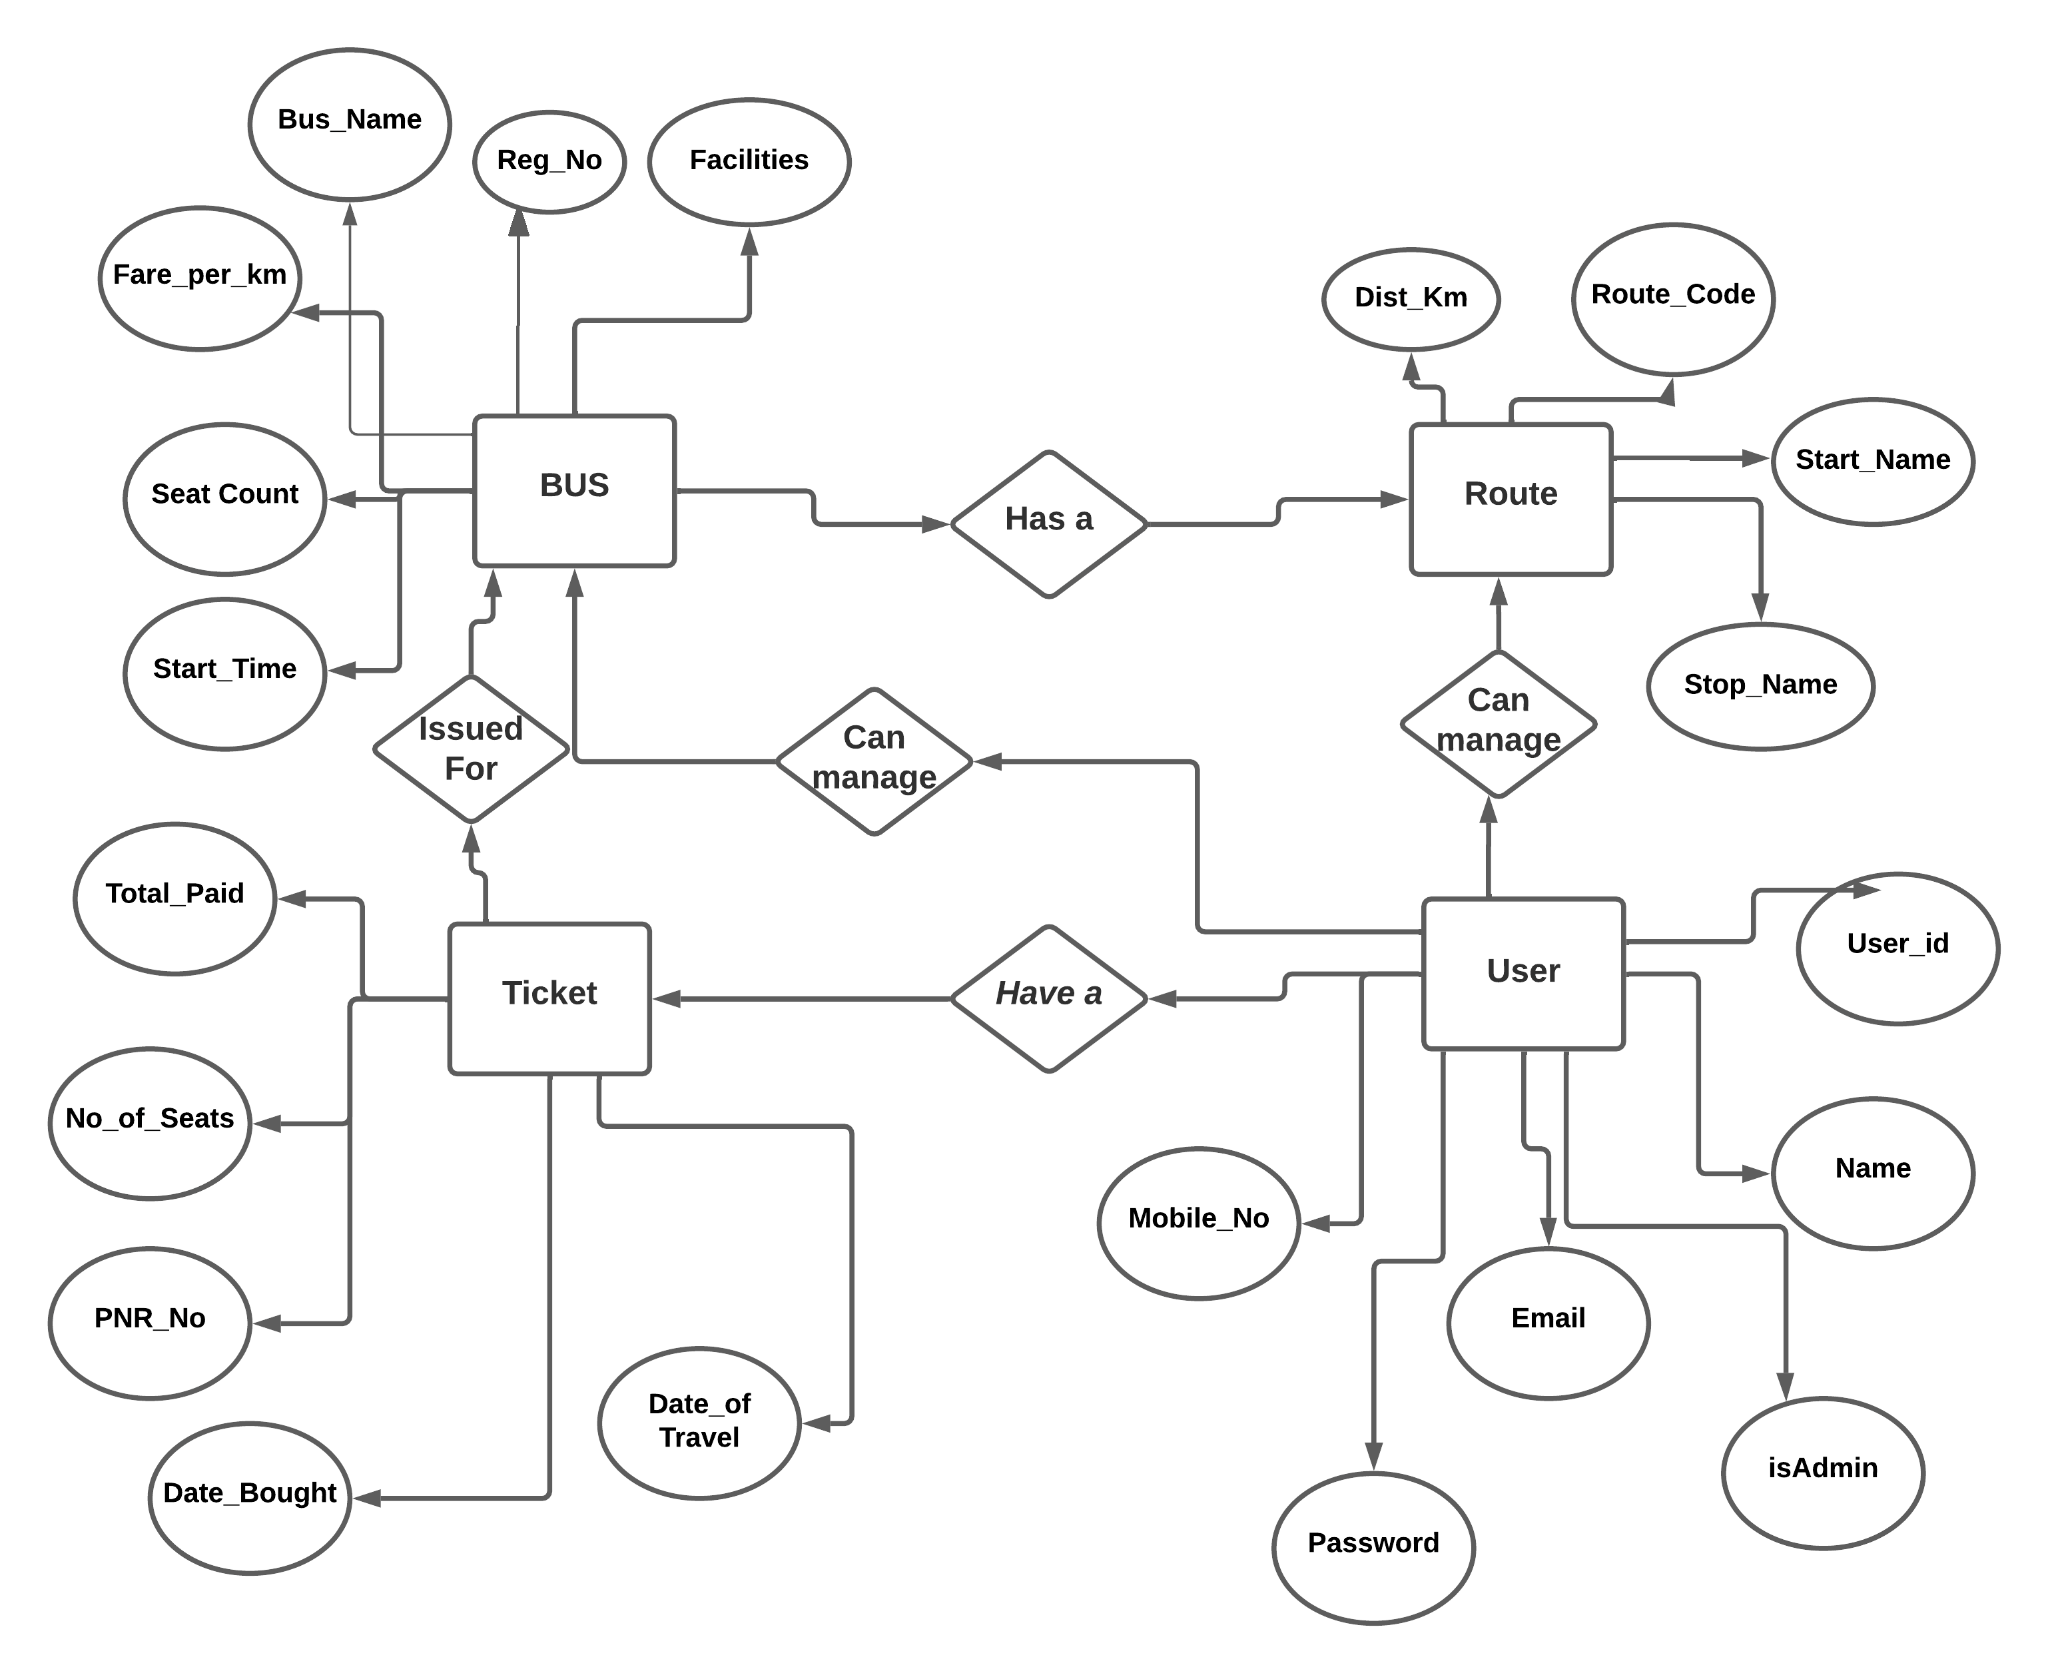 Bus_Name
Reg_No
Facilities
Fare_per_km
Dist_Km
Route_Code
Seat Count
BUS
Has a
Route
Start_Name
Start_Time
Issued
For
Can
manage
Can
manage
Stop_Name
Total_Paid
Ticket
Have a
User
User_id
No_of_Seats
Mobile_No
Name
PNR_No
Email
Date_of
Travel
Date_Bought
Password
isAdmin